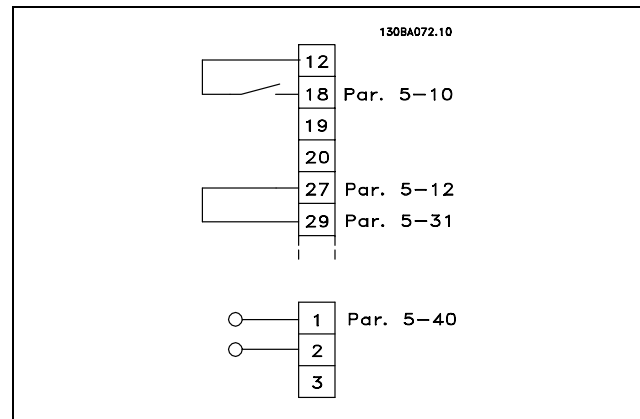 130BA072.10
12
18 Par. 5-10
19
20
27 Par. 5-12
29 Par. 5-31
1 Par. 5-40
2
3